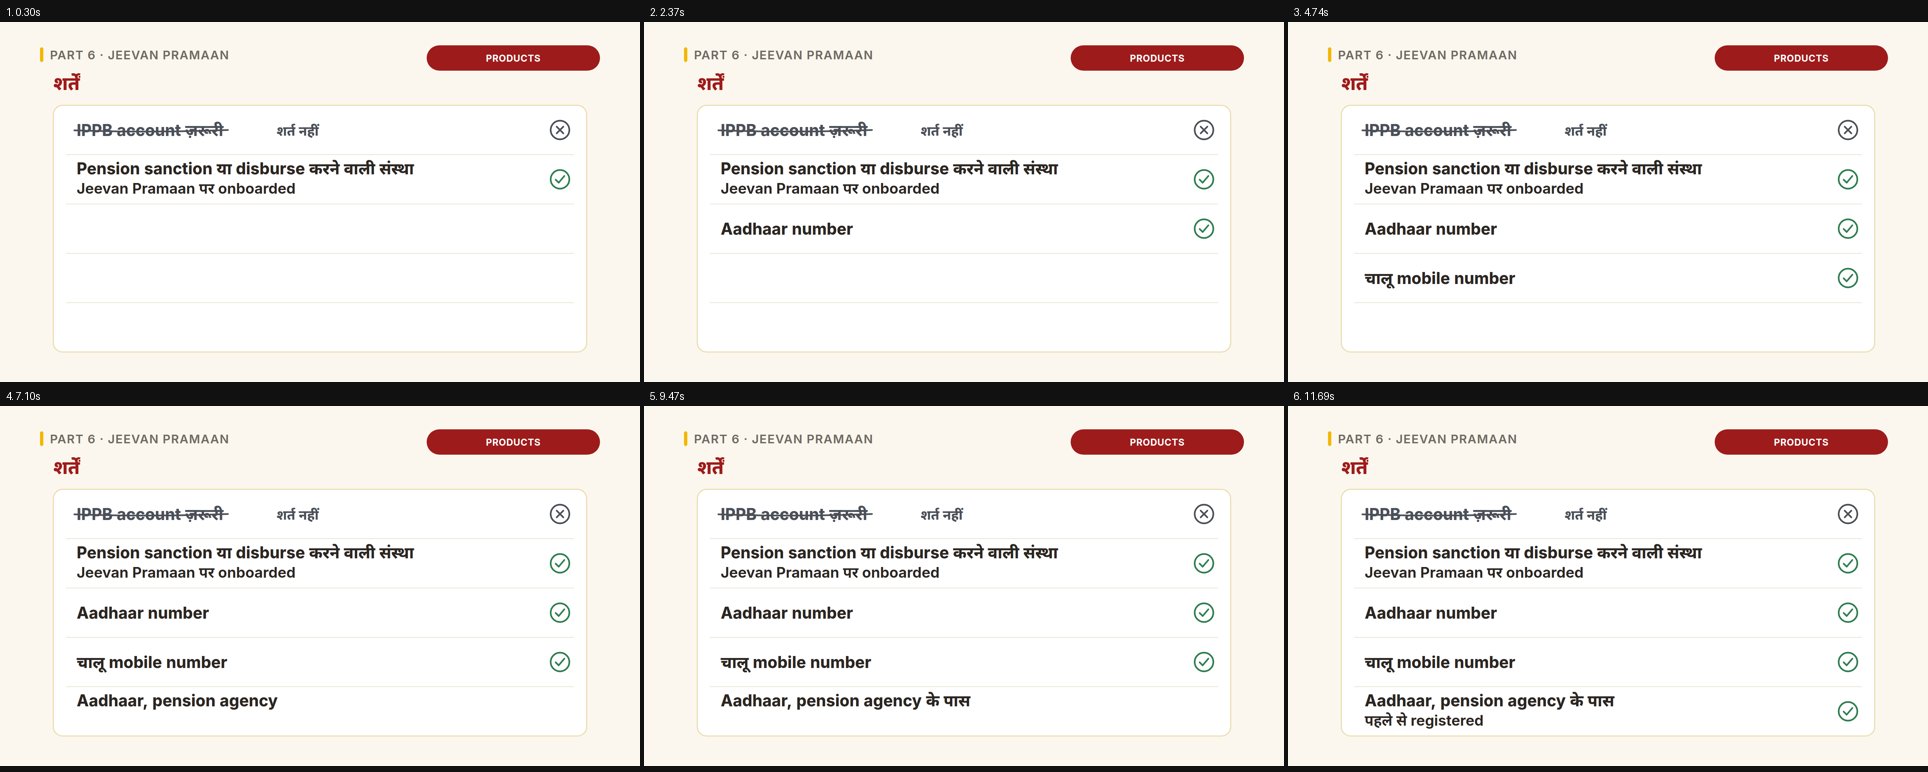 1. 0.30s
PART 6 · JEEVAN PRAMAAN
PRODUCTS
शर्तें
IPPB account ज़रूरी शर्त नहीं
Pension sanction या disburse करने वाली संस्था
Jeevan Pramaan पर onboarded
2. 2.37s
PART 6 · JEEVAN PRAMAAN
PRODUCTS
शर्तें
IPPB account ज़रूरी शर्त नहीं
Pension sanction या disburse करने वाली संस्था
Jeevan Pramaan पर onboarded
Aadhaar number
3. 4.74s
PART 6 · JEEVAN PRAMAAN
PRODUCTS
शर्तें
IPPB account ज़रूरी शर्त नहीं
Pension sanction या disburse करने वाली संस्था
Jeevan Pramaan पर onboarded
Aadhaar number
चालू mobile number
4. 7.10s
PART 6 · JEEVAN PRAMAAN
PRODUCTS
शर्तें
IPPB account ज़रूरी शर्त नहीं
Pension sanction या disburse करने वाली संस्था
Jeevan Pramaan पर onboarded
Aadhaar number
चालू mobile number
Aadhaar, pension agency
5. 9.47s
PART 6 · JEEVAN PRAMAAN
PRODUCTS
शर्तें
IPPB account ज़रूरी शर्त नहीं
Pension sanction या disburse करने वाली संस्था
Jeevan Pramaan पर onboarded
Aadhaar number
चालू mobile number
Aadhaar, pension agency के पास
6. 11.69s
PART 6 · JEEVAN PRAMAAN
PRODUCTS
शर्तें
IPPB account ज़रूरी शर्त नहीं
Pension sanction या disburse करने वाली संस्था
Jeevan Pramaan पर onboarded
Aadhaar number
चालू mobile number
Aadhaar, pension agency के पास
पहले से registered